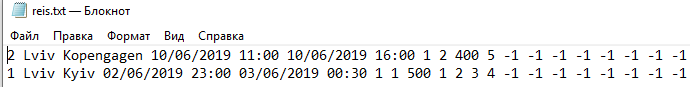 reis.txt — Блокнот
Файл Правка Формат Вид Справка
2 Lviv Kopengagen 10/06/2019 11:00 10/06/2019 16:00 1 2 400 5 -1 -1 -1 -1 -1 -1 -1 -1
1 Lviv Kyiv 02/06/2019 23:00 03/06/2019 00:30 1 1 500 1 2 3 4 -1 -1 -1 -1 -1 -1 -1